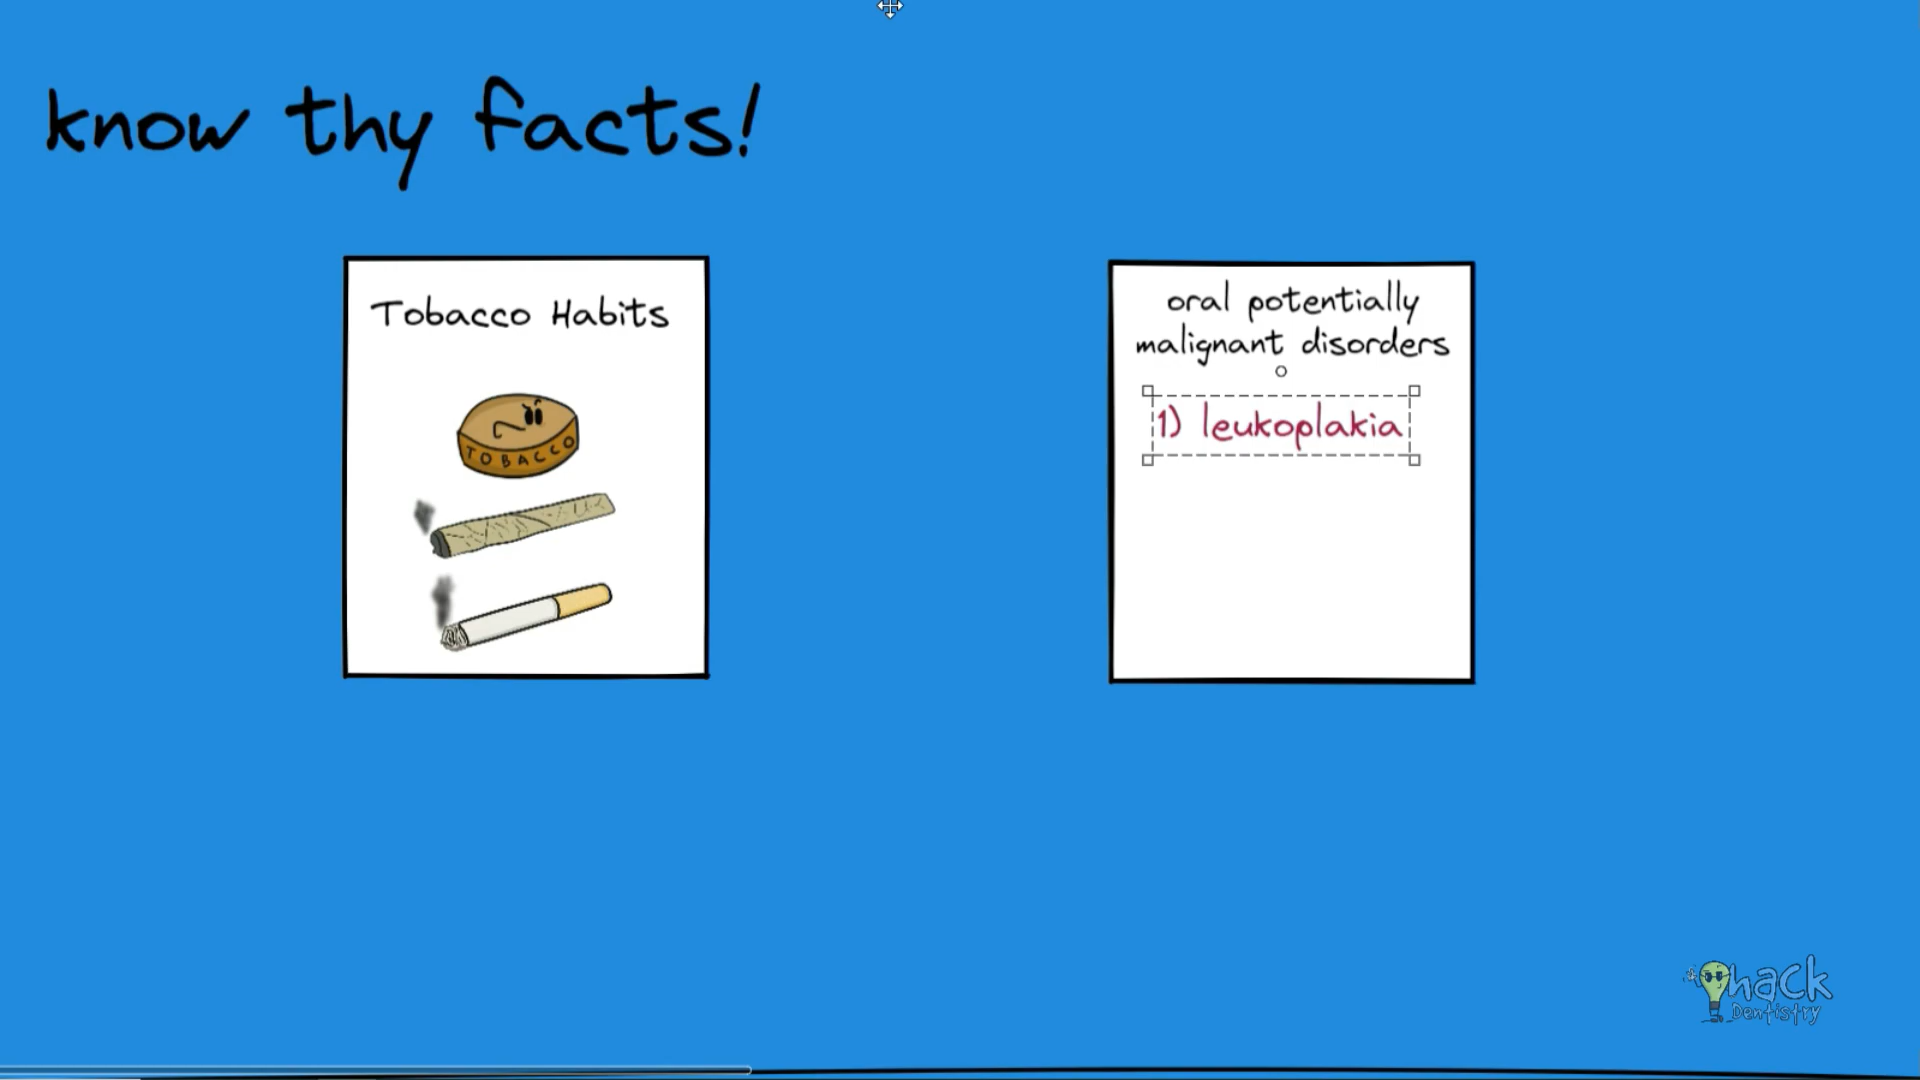 know thy facts!
Tobacco Habits
TOBACCO
oral potentially
malignant disorders
1) leukoplakia
hack
Dentistry